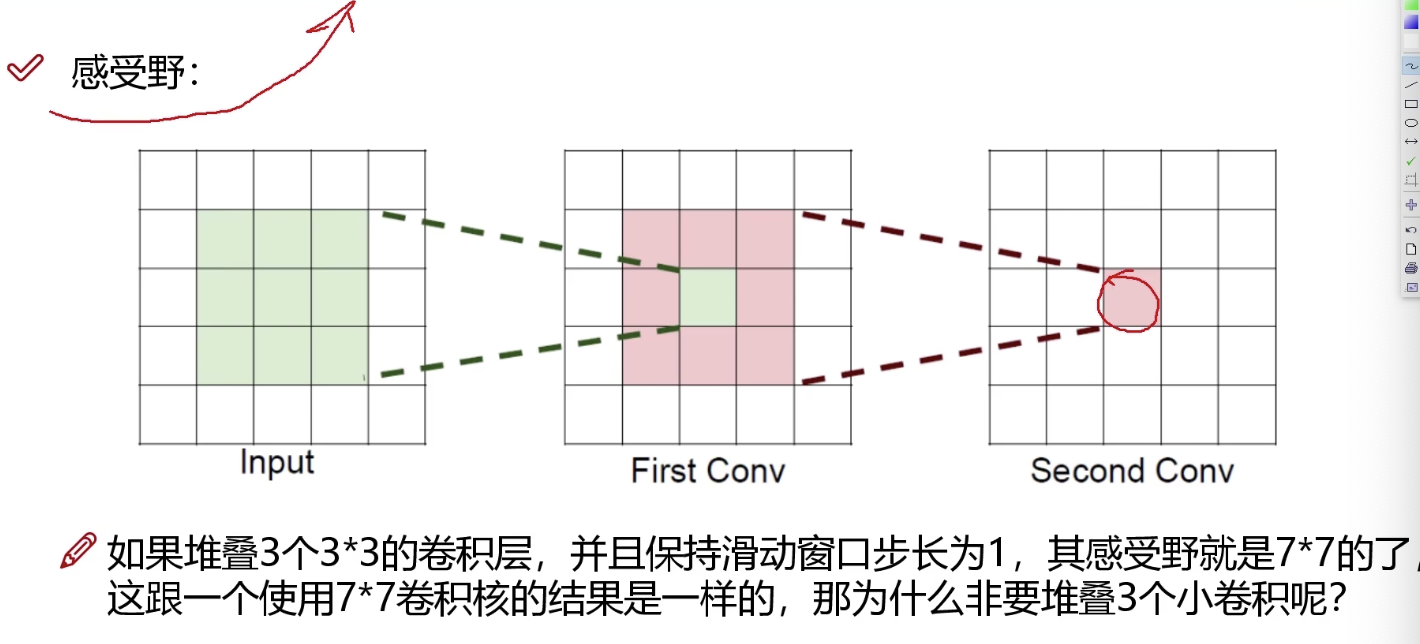 感受野：
Input
First Conv
Second Conv
如果堆叠3个3*3的卷积层，并且保持滑动窗口步长为1，其感受野就是7*7的了，
这跟一个使用7*7卷积核的结果是一样的，那为什么非要堆叠3个小卷积呢？